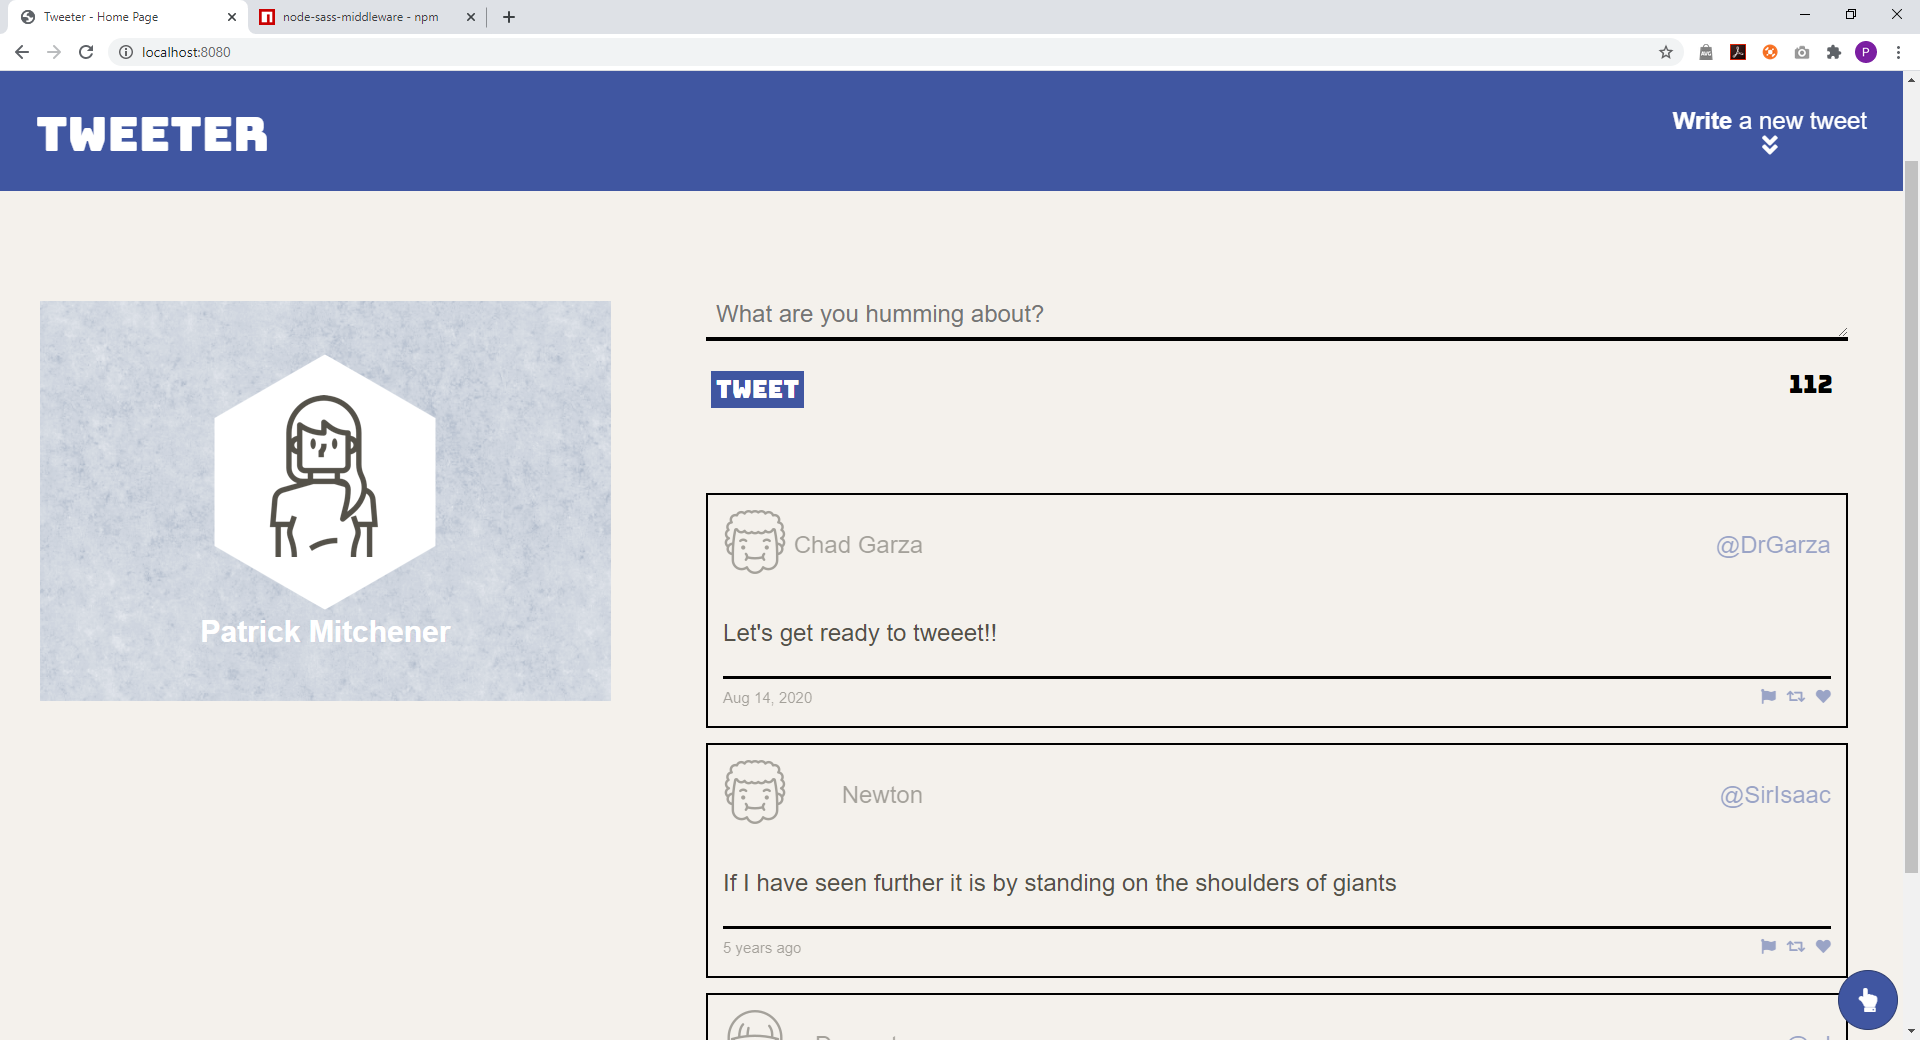 Tweeter - Home Page
node-sass-middleware - npm
localhost:8080
P
TWEETER
Write a new tweet
Patrick Mitchener
What are you humming about?
TWEET
112
Chad Garza
@DrGarza
Let's get ready to tweeet!!
Aug 14, 2020
Newton
@SirIsaac
If I have seen further it is by standing on the shoulders of giants
5 years ago